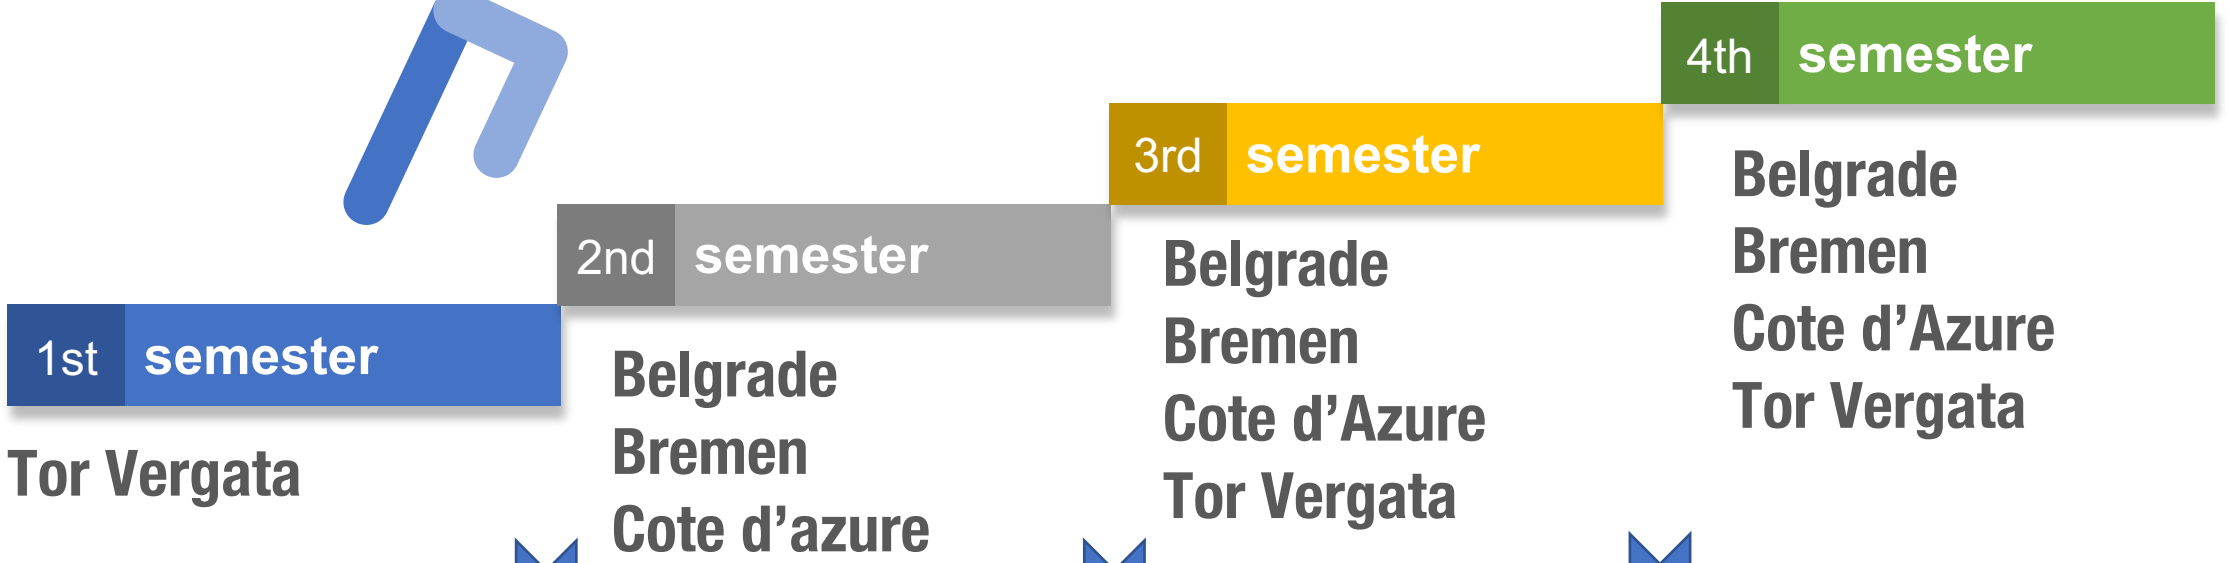 1st semester
Tor Vergata
2nd semester
Belgrade
Bremen
Cote d’azure
3rd semester
Belgrade
Bremen
Cote d’Azure
Tor Vergata
4th semester
Belgrade
Bremen
Cote d’Azure
Tor Vergata